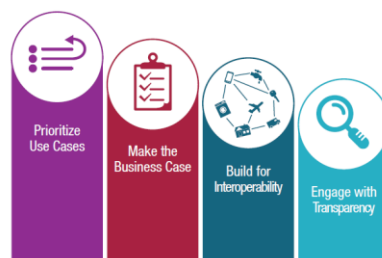 Prioritize
Use Cases
Make the
Business Case
Build for
Interoperability
Engage with
Transparency